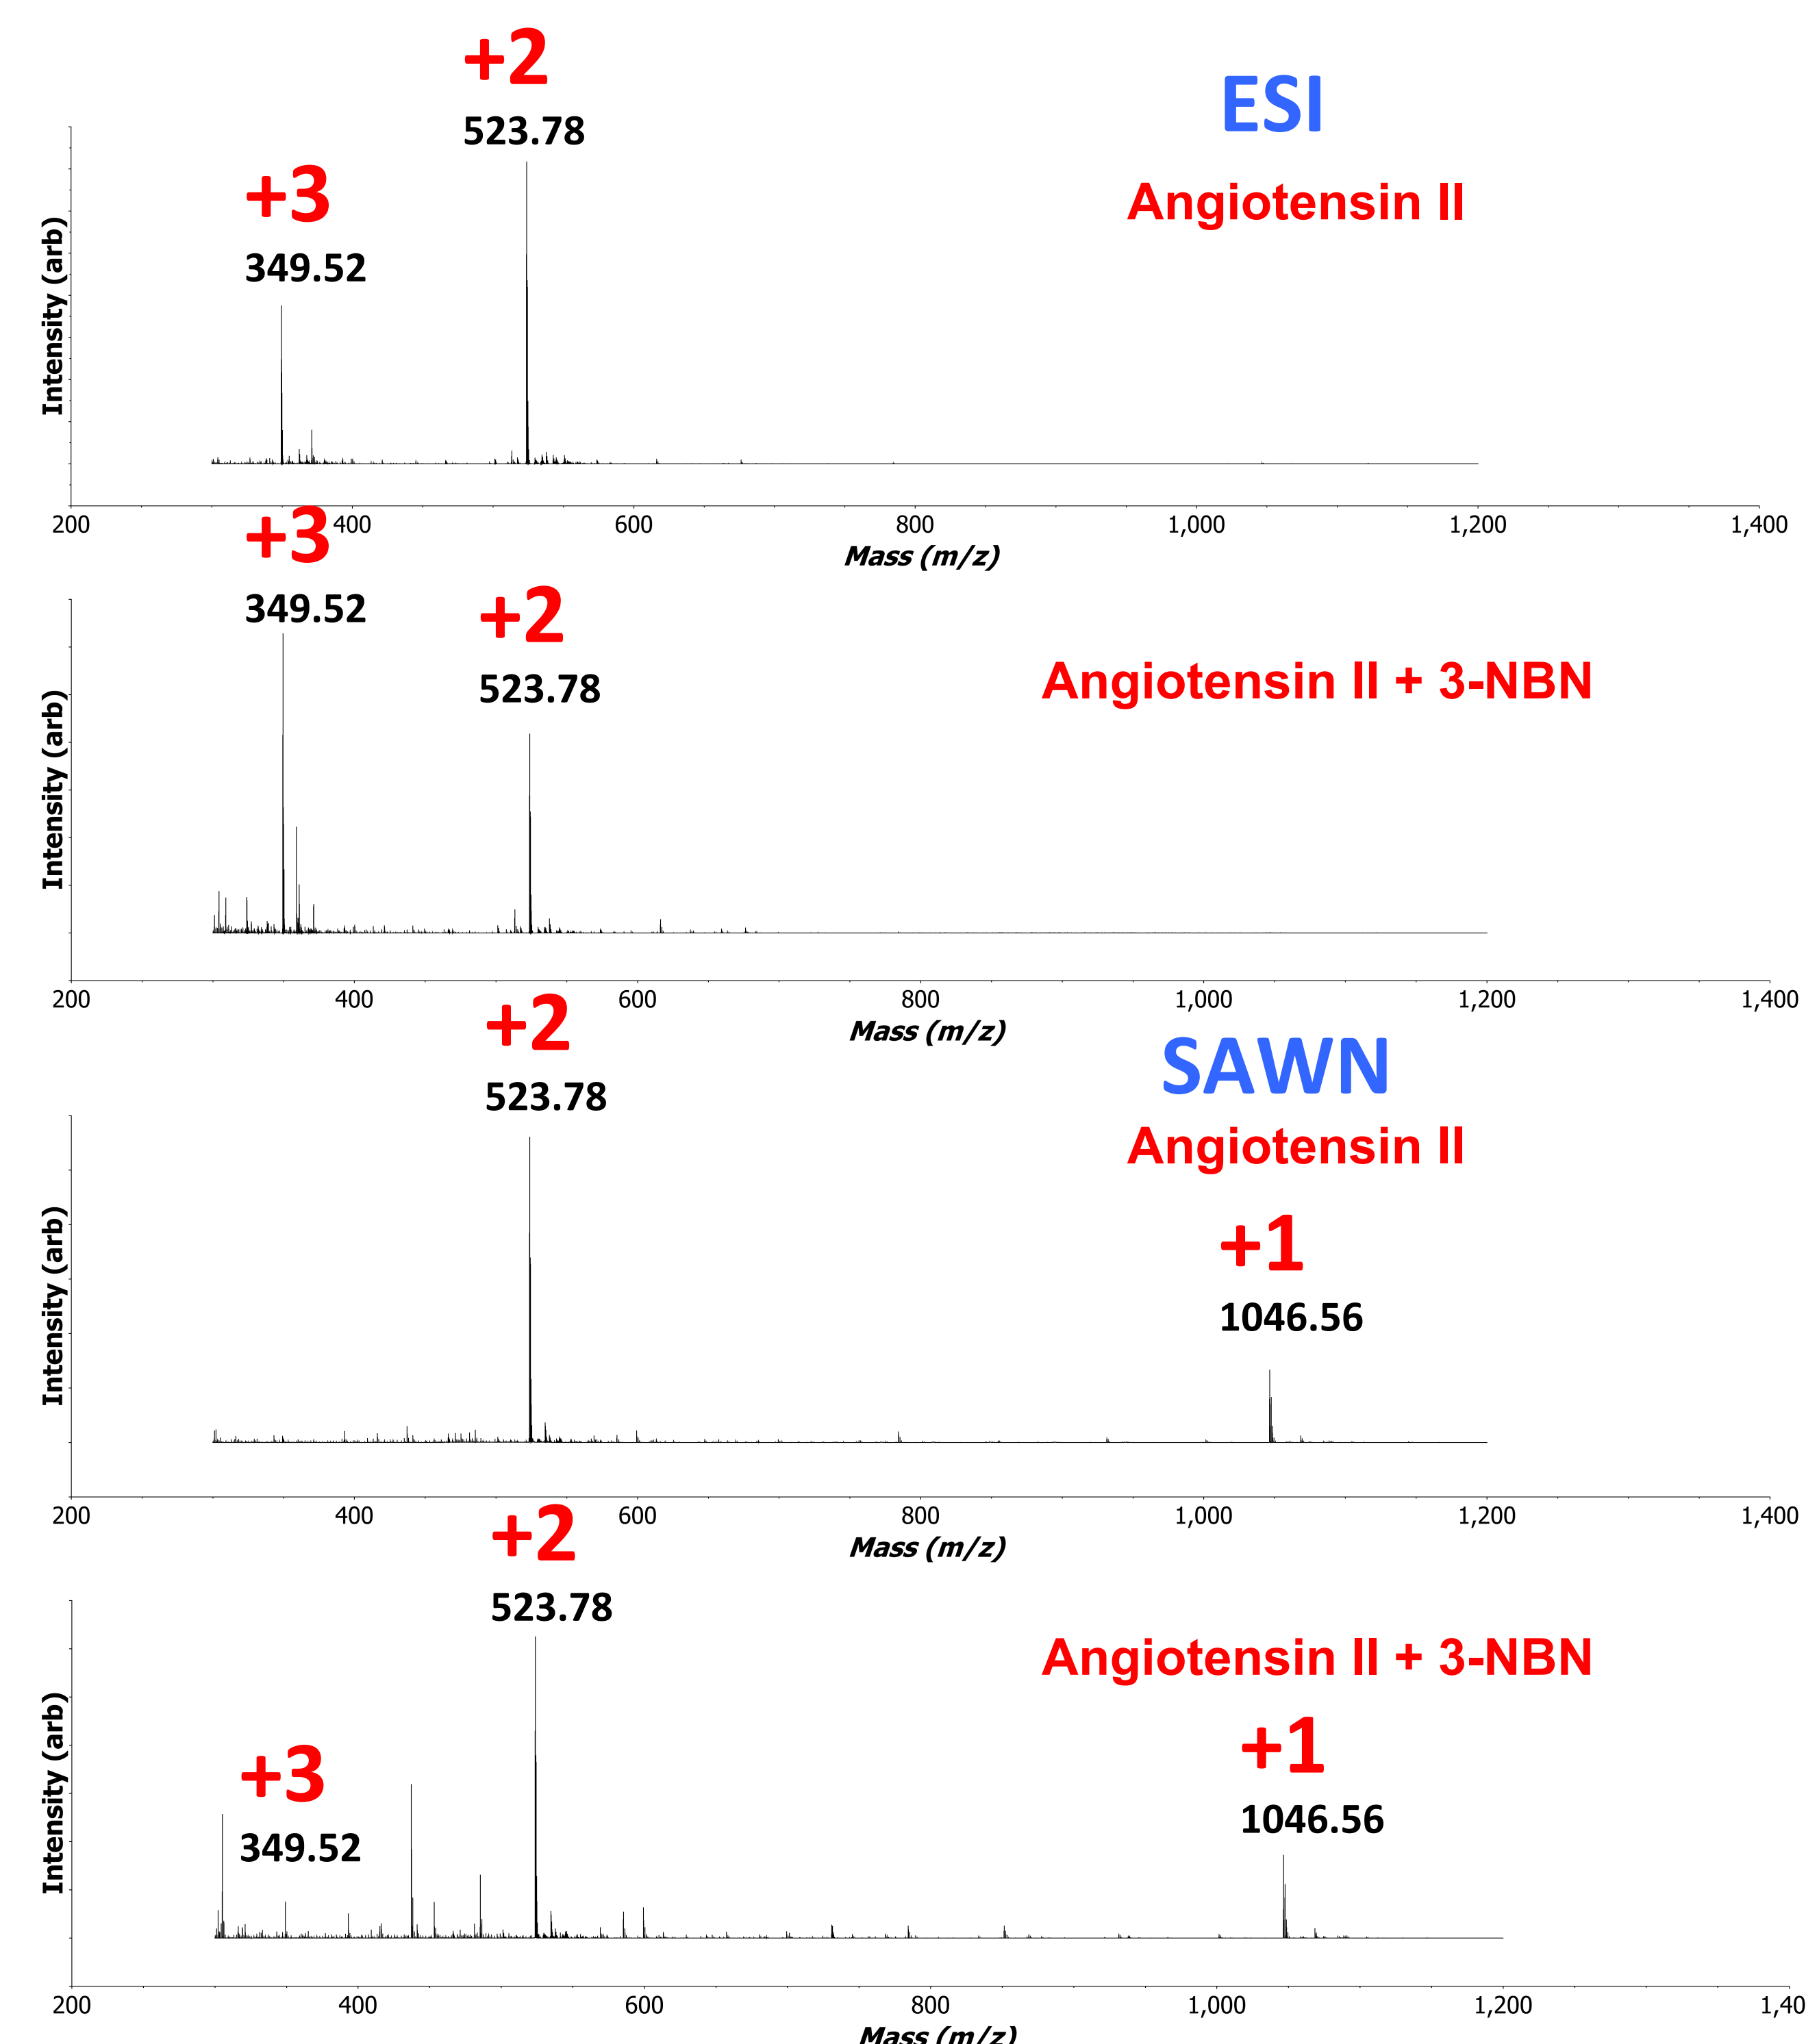 +2
ESI
523.78
Angiotensin II
+3
349.52
Intensity (arb)
200 400 600 800 1,000 1,200 1,400
Mass (m/z)
+3
349.52
+2
523.78
Angiotensin II + 3-NBN
Intensity (arb)
200 400 600 800 1,000 1,200 1,400
Mass (m/z)
+2
SAWN
523.78
Angiotensin II
+1
1046.56
Intensity (arb)
200 400 600 800 1,000 1,200 1,400
Mass (m/z)
+2
523.78
Angiotensin II + 3-NBN
+1
+3
1046.56
349.52
Intensity (arb)
200 400 600 800 1,000 1,200 1,40
Mass (m/z)